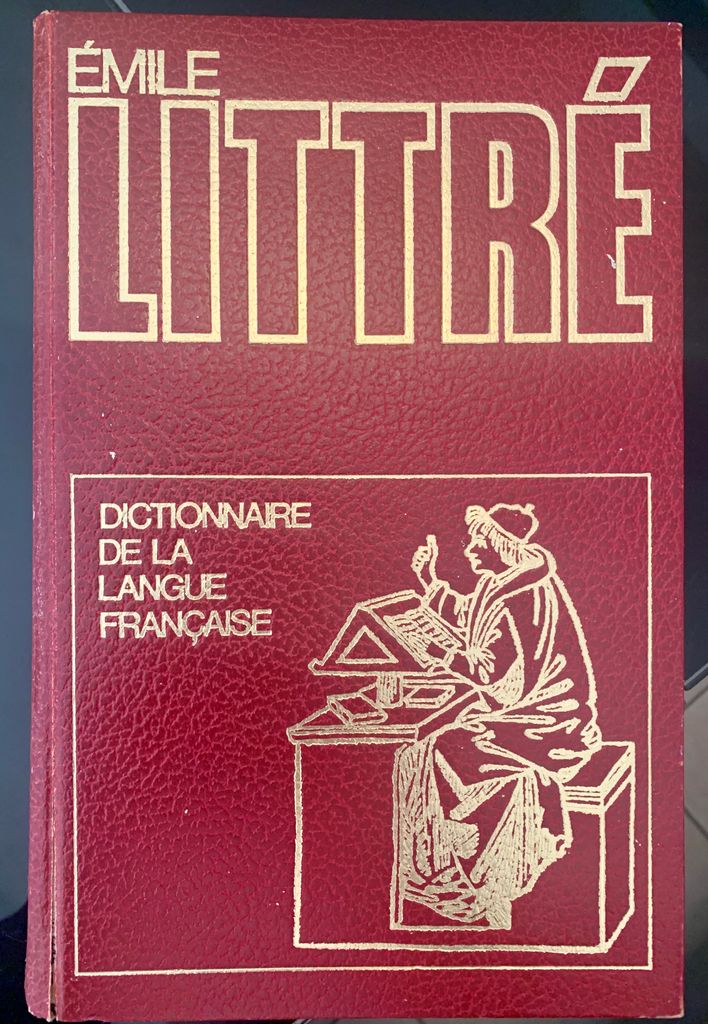 ÉMILE
LITTRÉ
DICTIONNAIRE
DE LA
LANGUE
FRANÇAISE